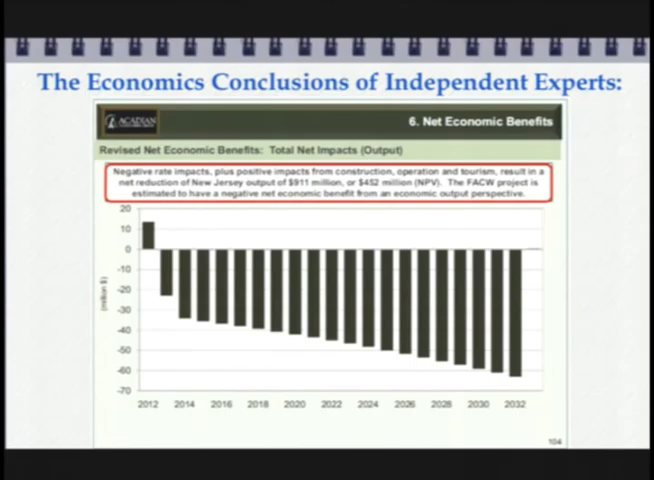 The Economics Conclusions of Independent Experts:
ACADIAN
6. Net Economic Benefits
Revised Net Economic Benefits: Total Net Impacts (Output)
Negative rate impacts, plus positive impacts from construction, operation and tourism, result in a
net reduction of New Jersey output of $911 million, or $452 million (NPV). The FACW project is
estimated to have a negative net economic benefit from an economic output perspective.
20
10
0
-10
-20
-30
-40
-50
-60
-70
(million $)
2012 2014 2016 2018 2020 2022 2024 2026 2028 2030 2032
104